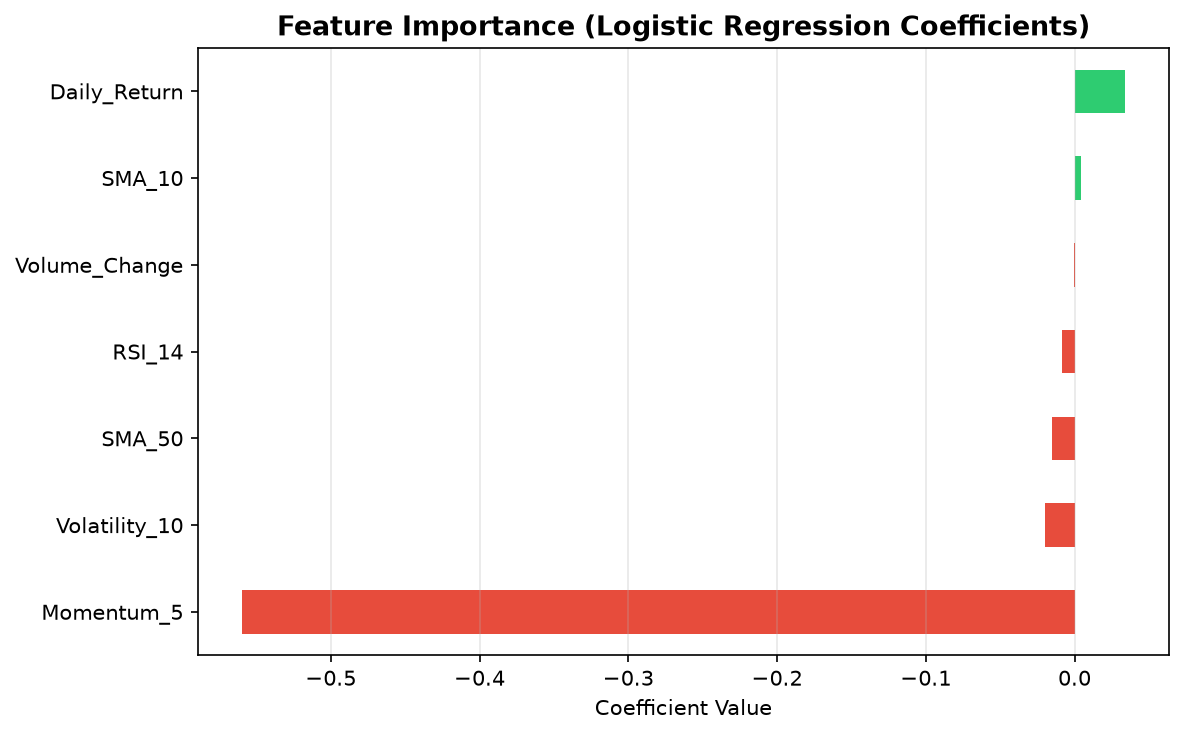 Feature Importance (Logistic Regression Coefficients)
Daily_Return
SMA_10
Volume_Change
RSI_14
SMA_50
Volatility_10
Momentum_5
−0.5 −0.4 −0.3 −0.2 −0.1 0.0
Coefficient Value